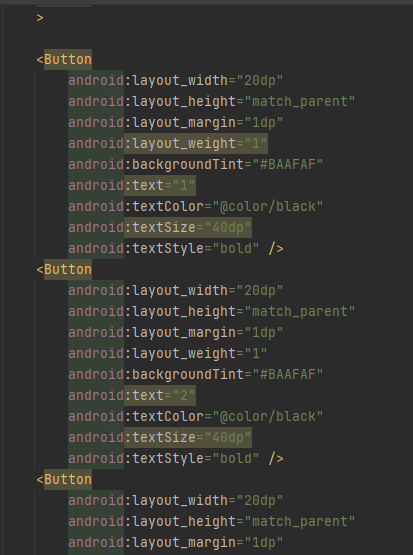 >
<Button
android:layout_width="20dp"
android:layout_height="match_parent"
android:layout_margin="1dp"
android:layout_weight="1"
android:backgroundTint="#BAAFAF"
android:text="1"
android:textColor="@color/black"
android:textSize="40dp"
android:textStyle="bold" />
<Button
android:layout_width="20dp"
android:layout_height="match_parent"
android:layout_margin="1dp"
android:layout_weight="1"
android:backgroundTint="#BAAFAF"
android:text="2"
android:textColor="@color/black"
android:textSize="40dp"
android:textStyle="bold" />
<Button
android:layout_width="20dp"
android:layout_height="match_parent"
android:layout_margin="1dp"